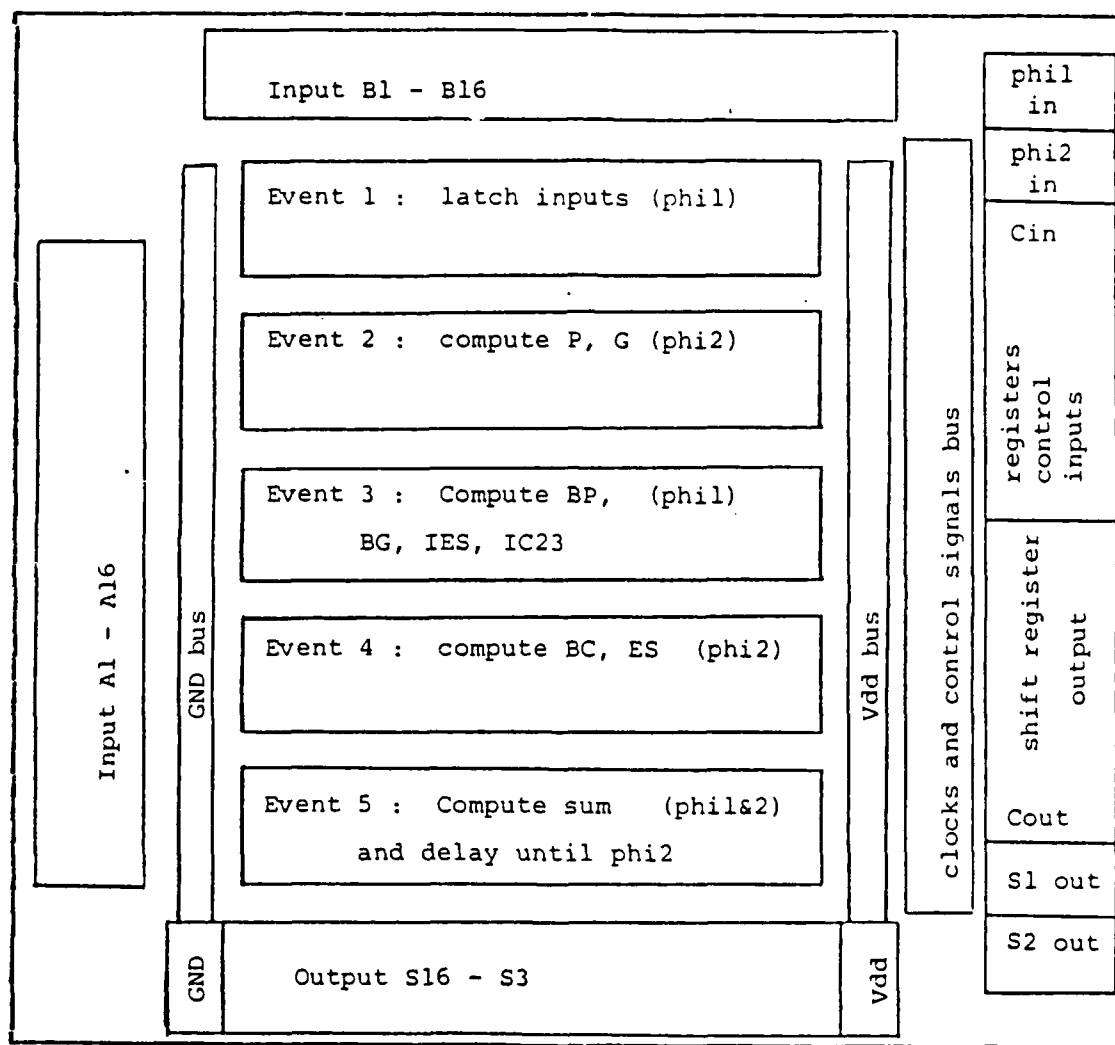 Input B1 - B16
phi1
in
phi2
in
Event 1 : latch inputs (phi1)
Cin
Event 2 : compute P, G (phi2)
registers
control
inputs
Event 3 : Compute BP, (phi1)
BG, IES, IC23
Input A1 - A16
GND bus
Event 4 : compute BC, ES (phi2)
Vdd bus
clocks and control signals bus
shift register
output
Event 5 : Compute sum (phi1&2)
and delay until phi2
Cout
S1 out
S2 out
GND
Output S16 - S3
Vdd